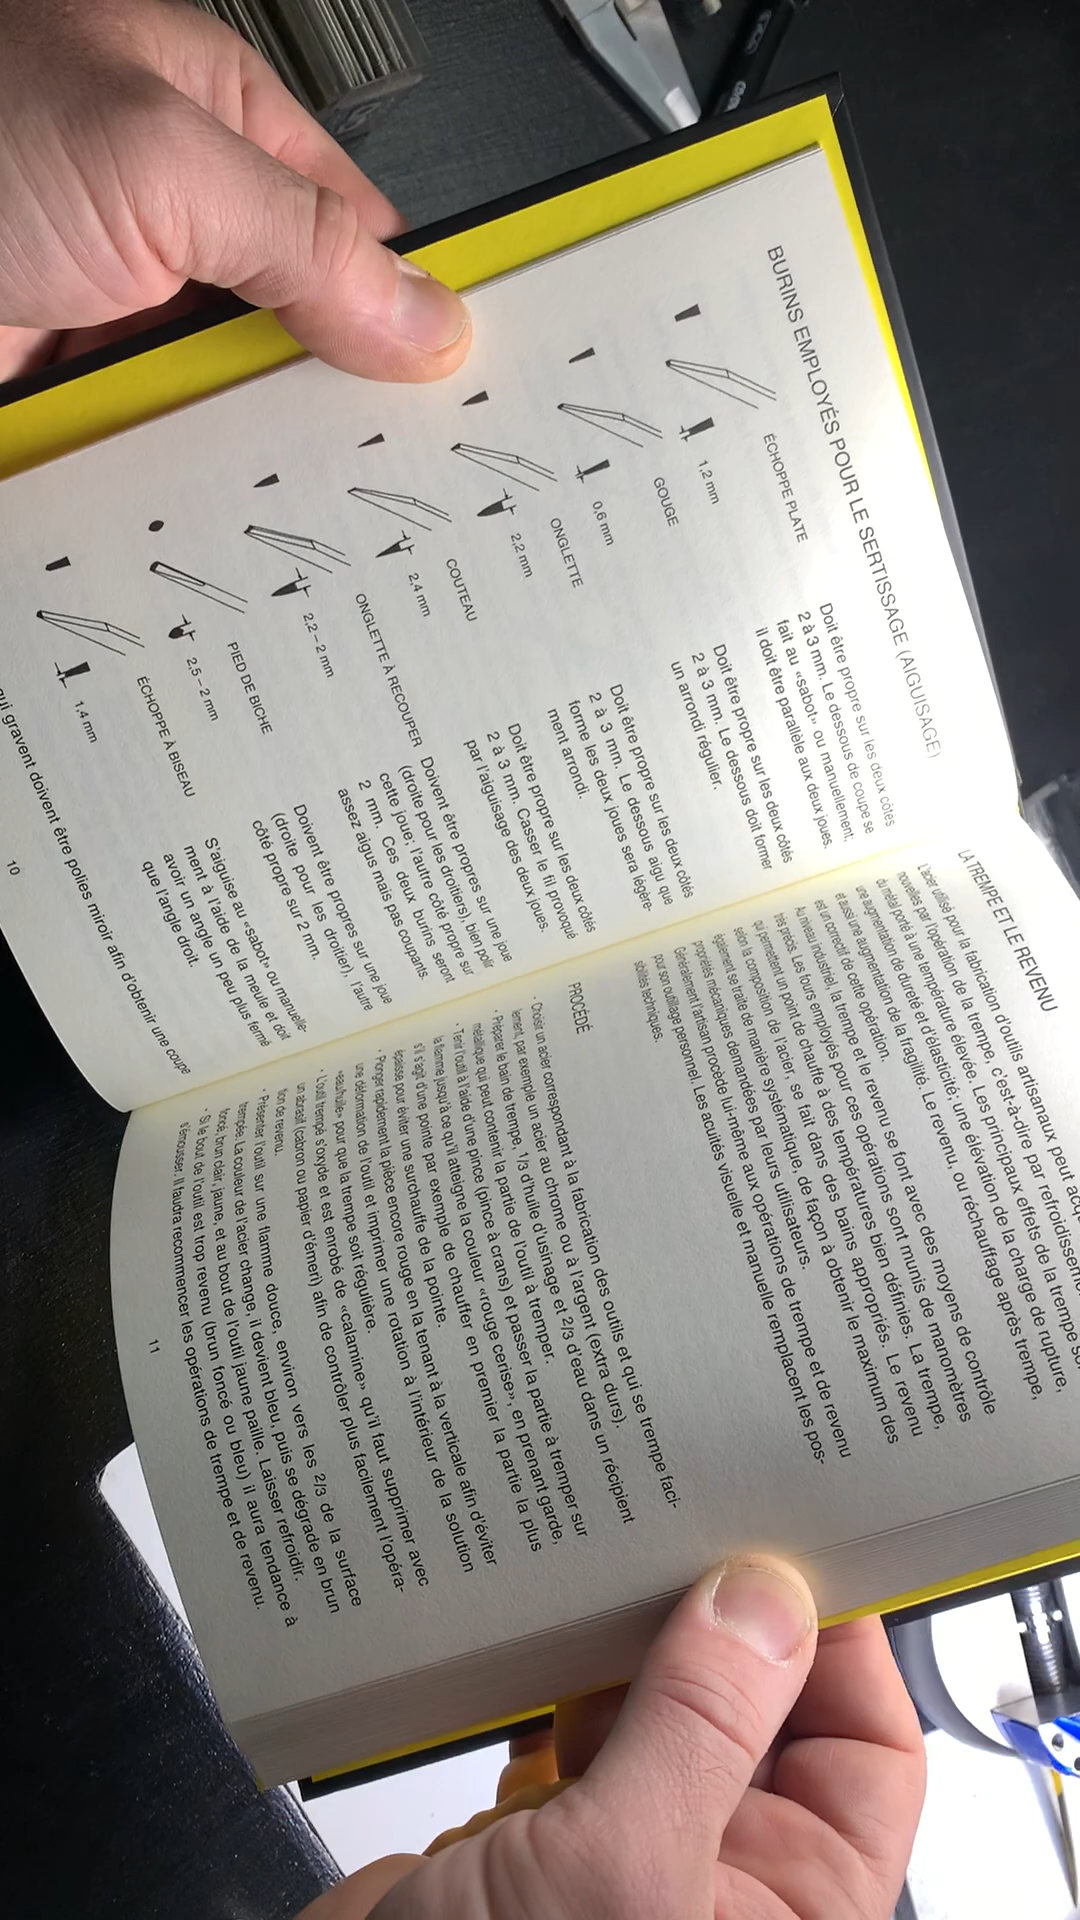 BURINS EMPLOYÉS POUR LE SERTISSAGE (AIGUISAGE)
ÉCHOPPE PLATE
1,2 mm
Doit être propre sur les deux côtés
2 à 3 mm. Le dessous de coupe se
fait au «sabot» ou manuellement;
il doit être parallèle aux deux joues.
GOUGE
0,6 mm
Doit être propre sur les deux côtés
2 à 3 mm. Le dessous doit former
un arrondi régulier.
ONGLETTE
2,2 mm
Doit être propre sur les deux côtés
2 à 3 mm. Le dessous aigu que
forme les deux joues sera légère-
ment arrondi.
COUTEAU
2,4 mm
Doit être propre sur les deux côtés
2 à 3 mm. Casser le fil provoqué
par l'aiguisage des deux joues.
ONGLETTE À RECOUPER
2,2 – 2 mm
Doivent être propres sur une joue
(droite pour les droitiers), bien polir
cette joue; l'autre côté propre sur
2 mm. Ces deux burins seront
assez aigus mais pas coupants.
PIED DE BICHE
2,5 – 2 mm
Doivent être propres sur une joue
(droite pour les droitier), l'autre
côté propre sur 2 mm.
ÉCHOPPE À BISEAU
1,4 mm
S'aiguise au «sabot» ou manuelle-
ment à l'aide de la meule et doit
avoir un angle un peu plus fermé
que l'angle droit.
qui gravent doivent être polies miroir afin d'obtenir une coupe
10
LA TREMPE ET LE REVENU
L'acier utilisé pour la fabrication d'outils artisanaux peut
nouvelles par l'opération de la trempe, c'est-à-dire par
du métal porté à une température élevée. Les principaux effets de la trempe
une augmentation de dureté et d'élasticité; une élévation de la charge de rupture,
et aussi une augmentation de la fragilité. Le revenu, ou réchauffage après trempe,
est un correctif de cette opération.
Au niveau industriel, la trempe et le revenu se font avec des moyens de contrôle
très précis. Les fours employés pour ces opérations sont munis de manomètres
qui permettent un point de chauffe à des températures bien définies. La trempe,
selon la composition de l'acier, se fait dans des bains appropriés. Le revenu
également se traite de manière systématique, de façon à obtenir le maximum des
propriétés mécaniques demandées par leurs utilisateurs.
Généralement l'artisan procède lui-même aux opérations de trempe et de revenu
pour son outillage personnel. Les acuités visuelle et manuelle remplacent les pos-
sibilités techniques.
PROCÉDÉ
• Choisir un acier correspondant à la fabrication des outils et qui se trempe faci-
lement, par exemple un acier au chrome ou à l'argent (extra durs).
• Préparer le bain de trempe, 1/3 d'huile d'usinage et 2/3 d'eau dans un récipient
métallique qui peut contenir la partie de l'outil à tremper.
• Tenir l'outil à l'aide d'une pince (pince à crans) et passer la partie à tremper sur
la flamme jusqu'à ce qu'il atteigne la couleur «rouge cerise», en prenant garde,
s'il s'agit d'une pointe par exemple de chauffer en premier la partie la plus
épaisse pour éviter une surchauffe de la pointe.
• Plonger rapidement la pièce encore rouge en la tenant à la verticale afin d'éviter
une déformation de l'outil et imprimer une rotation à l'intérieur de la solution
«eau/huile» pour que la trempe soit régulière.
• L'outil trempé s'oxyde et est enrobé de «calamine» qu'il faut supprimer avec
un abrasif (cabron ou papier d'émeri) afin de contrôler plus facilement l'opéra-
tion de revenu.
• Présenter l'outil sur une flamme douce, environ vers les 2/3 de la surface
trempée. La couleur de l'acier change, il devient bleu, puis se dégrade en brun
foncé, brun clair, jaune, et au bout de l'outil jaune paille. Laisser refroidir.
• Si le bout de l'outil est trop revenu (brun foncé ou bleu) il aura tendance à
s'émousser. Il faudra recommencer les opérations de trempe et de revenu.
11